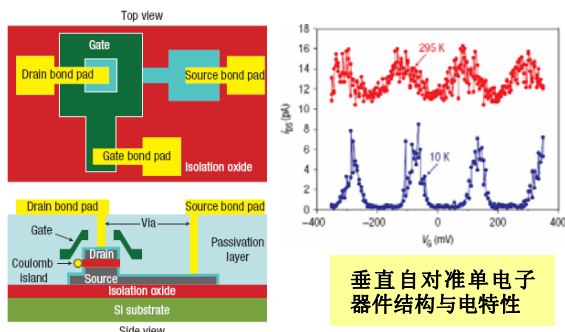 Top view
Gate
Drain bond pad
Source bond pad
Gate bond pad
Isolation oxide
Drain bond pad
Source bond pad
Via
Gate
Passivation
layer
Coulomb
island
Drain
Source
Isolation oxide
Si substrate
Side view
I_DS (pA)
18
16
14
12
10
8
6
4
2
0
295 K
10 K
−400
−200
0
200
400
V_G (mV)
垂直自对准单电子
器件结构与电特性